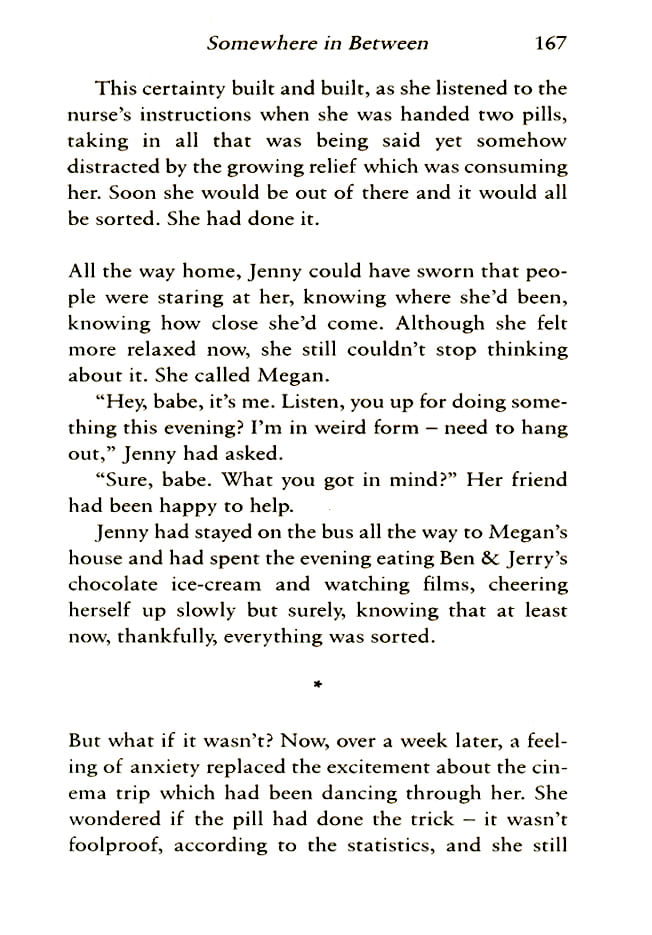 Somewhere in Between 167
This certainty built and built, as she listened to the
nurse's instructions when she was handed two pills,
taking in all that was being said yet somehow
distracted by the growing relief which was consuming
her. Soon she would be out of there and it would all
be sorted. She had done it.
All the way home, Jenny could have sworn that peo-
ple were staring at her, knowing where she'd been,
knowing how close she'd come. Although she felt
more relaxed now, she still couldn't stop thinking
about it. She called Megan.
"Hey, babe, it's me. Listen, you up for doing some-
thing this evening? I'm in weird form – need to hang
out," Jenny had asked.
"Sure, babe. What you got in mind?" Her friend
had been happy to help.
Jenny had stayed on the bus all the way to Megan's
house and had spent the evening eating Ben & Jerry's
chocolate ice-cream and watching films, cheering
herself up slowly but surely, knowing that at least
now, thankfully, everything was sorted.
*
But what if it wasn't? Now, over a week later, a feel-
ing of anxiety replaced the excitement about the cin-
ema trip which had been dancing through her. She
wondered if the pill had done the trick – it wasn't
foolproof, according to the statistics, and she still